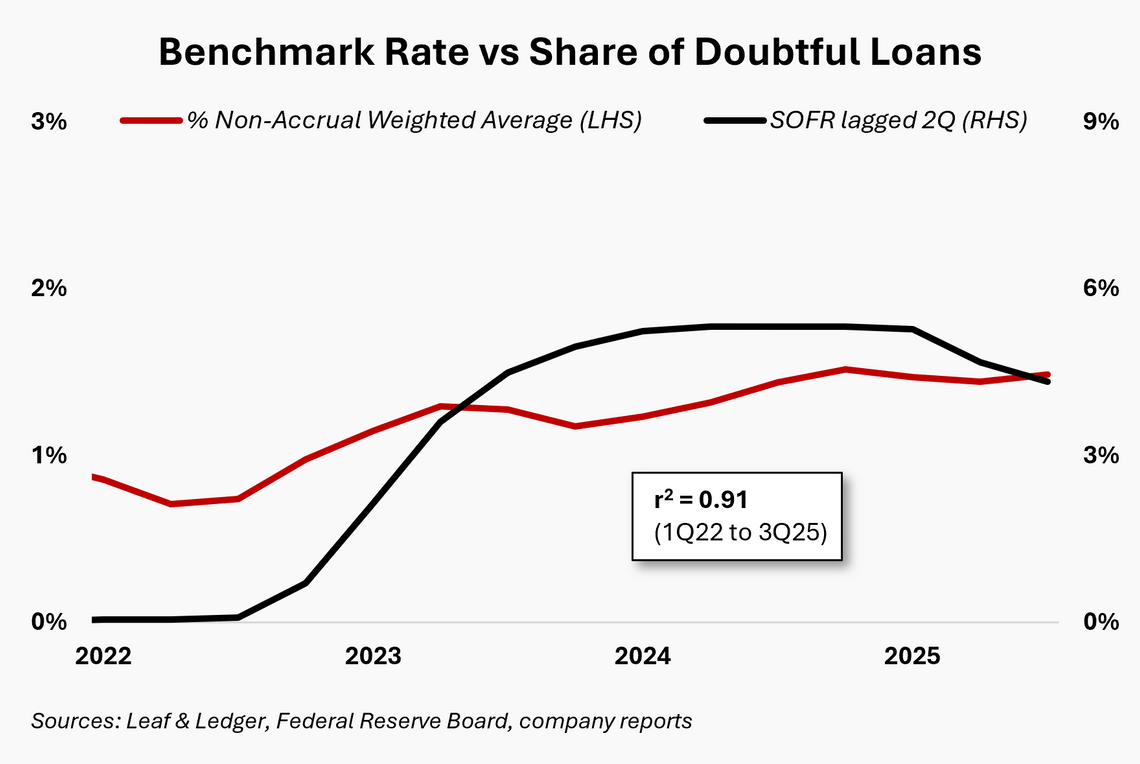 Benchmark Rate vs Share of Doubtful Loans
3% % Non-Accrual Weighted Average (LHS) SOFR lagged 2Q (RHS) 9%
2% 6%
1% 3%
r² = 0.91
(1Q22 to 3Q25)
0% 0%
2022 2023 2024 2025
Sources: Leaf & Ledger, Federal Reserve Board, company reports